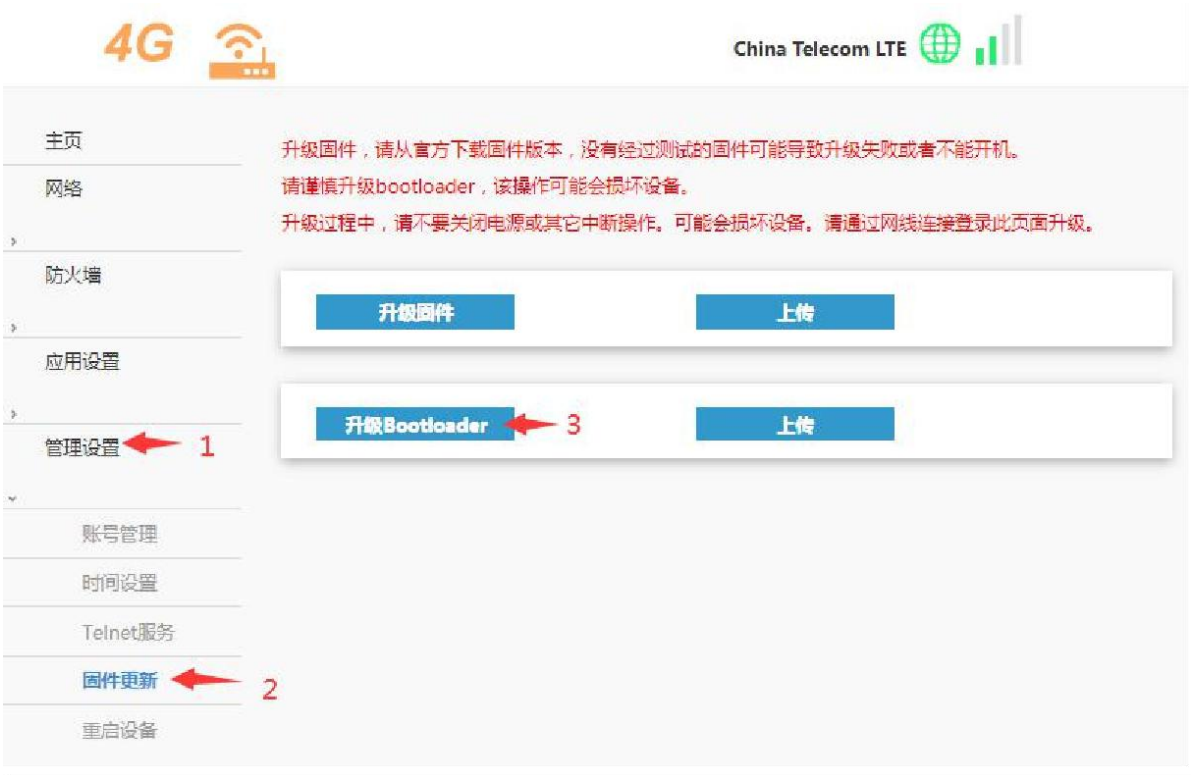 4G
China Telecom LTE
主页
网络
防火墙
应用设置
管理设置
1
账号管理
时间设置
Telnet服务
固件更新
2
重启设备
升级固件，请从官方下载固件版本，没有经过测试的固件可能导致升级失败或者不能开机。
请谨慎升级bootloader，该操作可能会损坏设备。
升级过程中，请不要关闭电源或其它中断操作。可能会损坏设备。请通过网线连接登录此页面升级。
升级固件
上传
升级Bootloader
3
上传